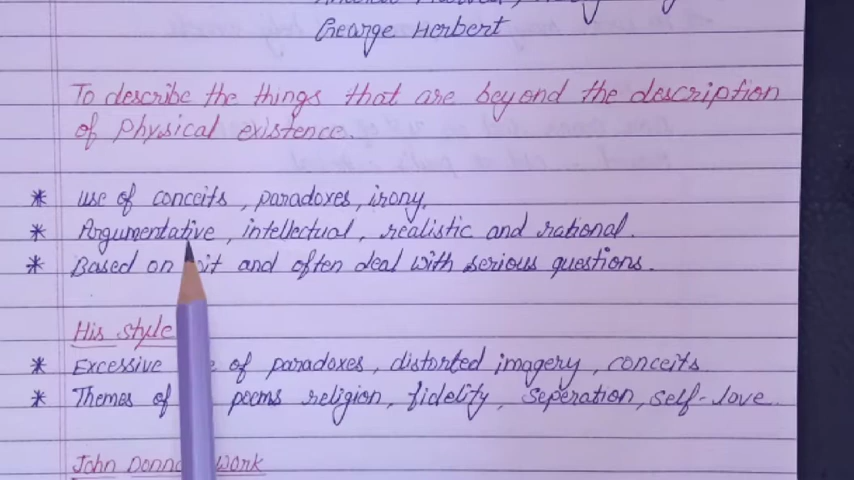 George Herbert
To describe the things that are beyond the description
of Physical existence.
* use of conceits, paradoxes, irony.
* Argumentative, intellectual, realistic and rational.
* Based on wit and often deal with serious questions.
His style
* Excessive of paradoxes, distorted imagery, conceits
* Themes of poems religion, fidelity, seperation, self-love.
John Donne work